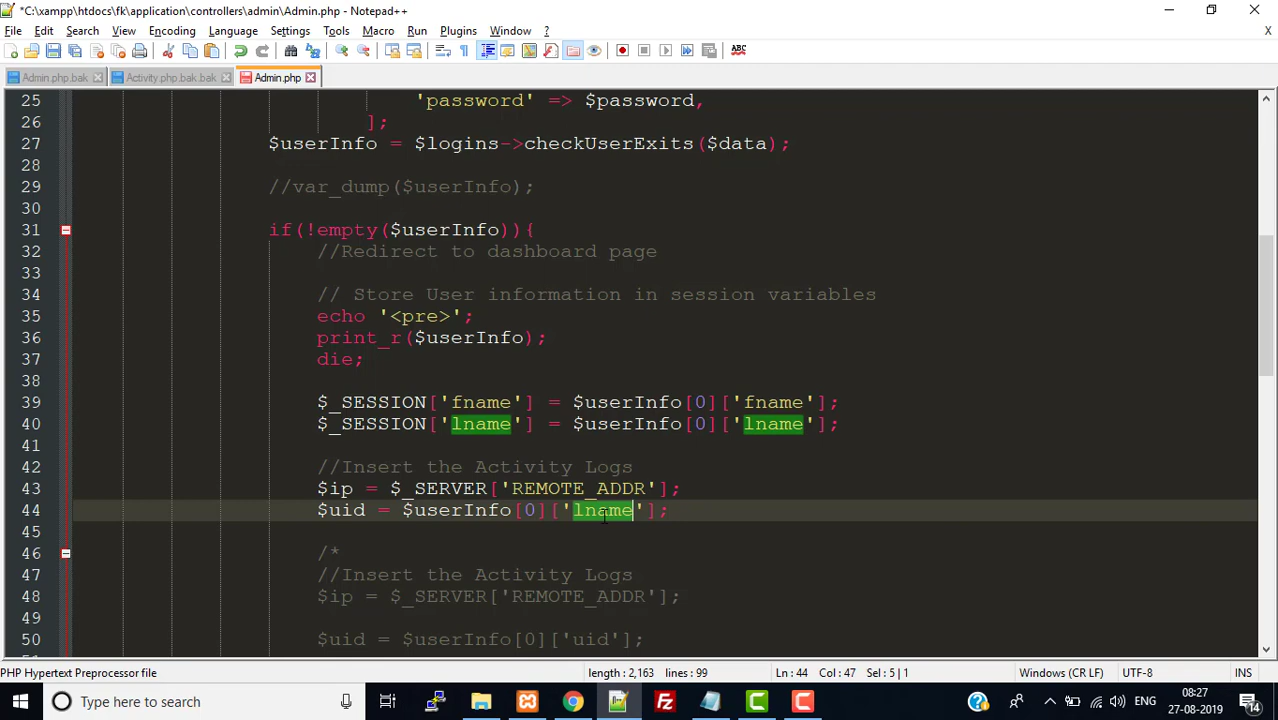 *C:\xampp\htdocs\fk\application\controllers\admin\Admin.php - Notepad++
File Edit Search View Encoding Language Settings Tools Macro Run Plugins Window ? X
Admin.php.bak Activity.php.bak.bak Admin.php
25 'password' => $password,
26 ];
27 $userInfo = $logins->checkUserExits($data);
28
29 //var_dump($userInfo);
30
31 if(!empty($userInfo)){
32 //Redirect to dashboard page
33
34 // Store User information in session variables
35 echo '<pre>';
36 print_r($userInfo);
37 die;
38
39 $_SESSION['fname'] = $userInfo[0]['fname'];
40 $_SESSION['lname'] = $userInfo[0]['lname'];
41
42 //Insert the Activity Logs
43 $ip = $_SERVER['REMOTE_ADDR'];
44 $uid = $userInfo[0]['lname'];
45
46 /*
47 //Insert the Activity Logs
48 $ip = $_SERVER['REMOTE_ADDR'];
49
50 $uid = $userInfo[0]['uid'];
PHP Hypertext Preprocessor file length : 2,163 lines : 99 Ln : 44 Col : 47 Sel : 5 | 1 Windows (CR LF) UTF-8 INS
Type here to search ENG 08:27
27-08-2019 14